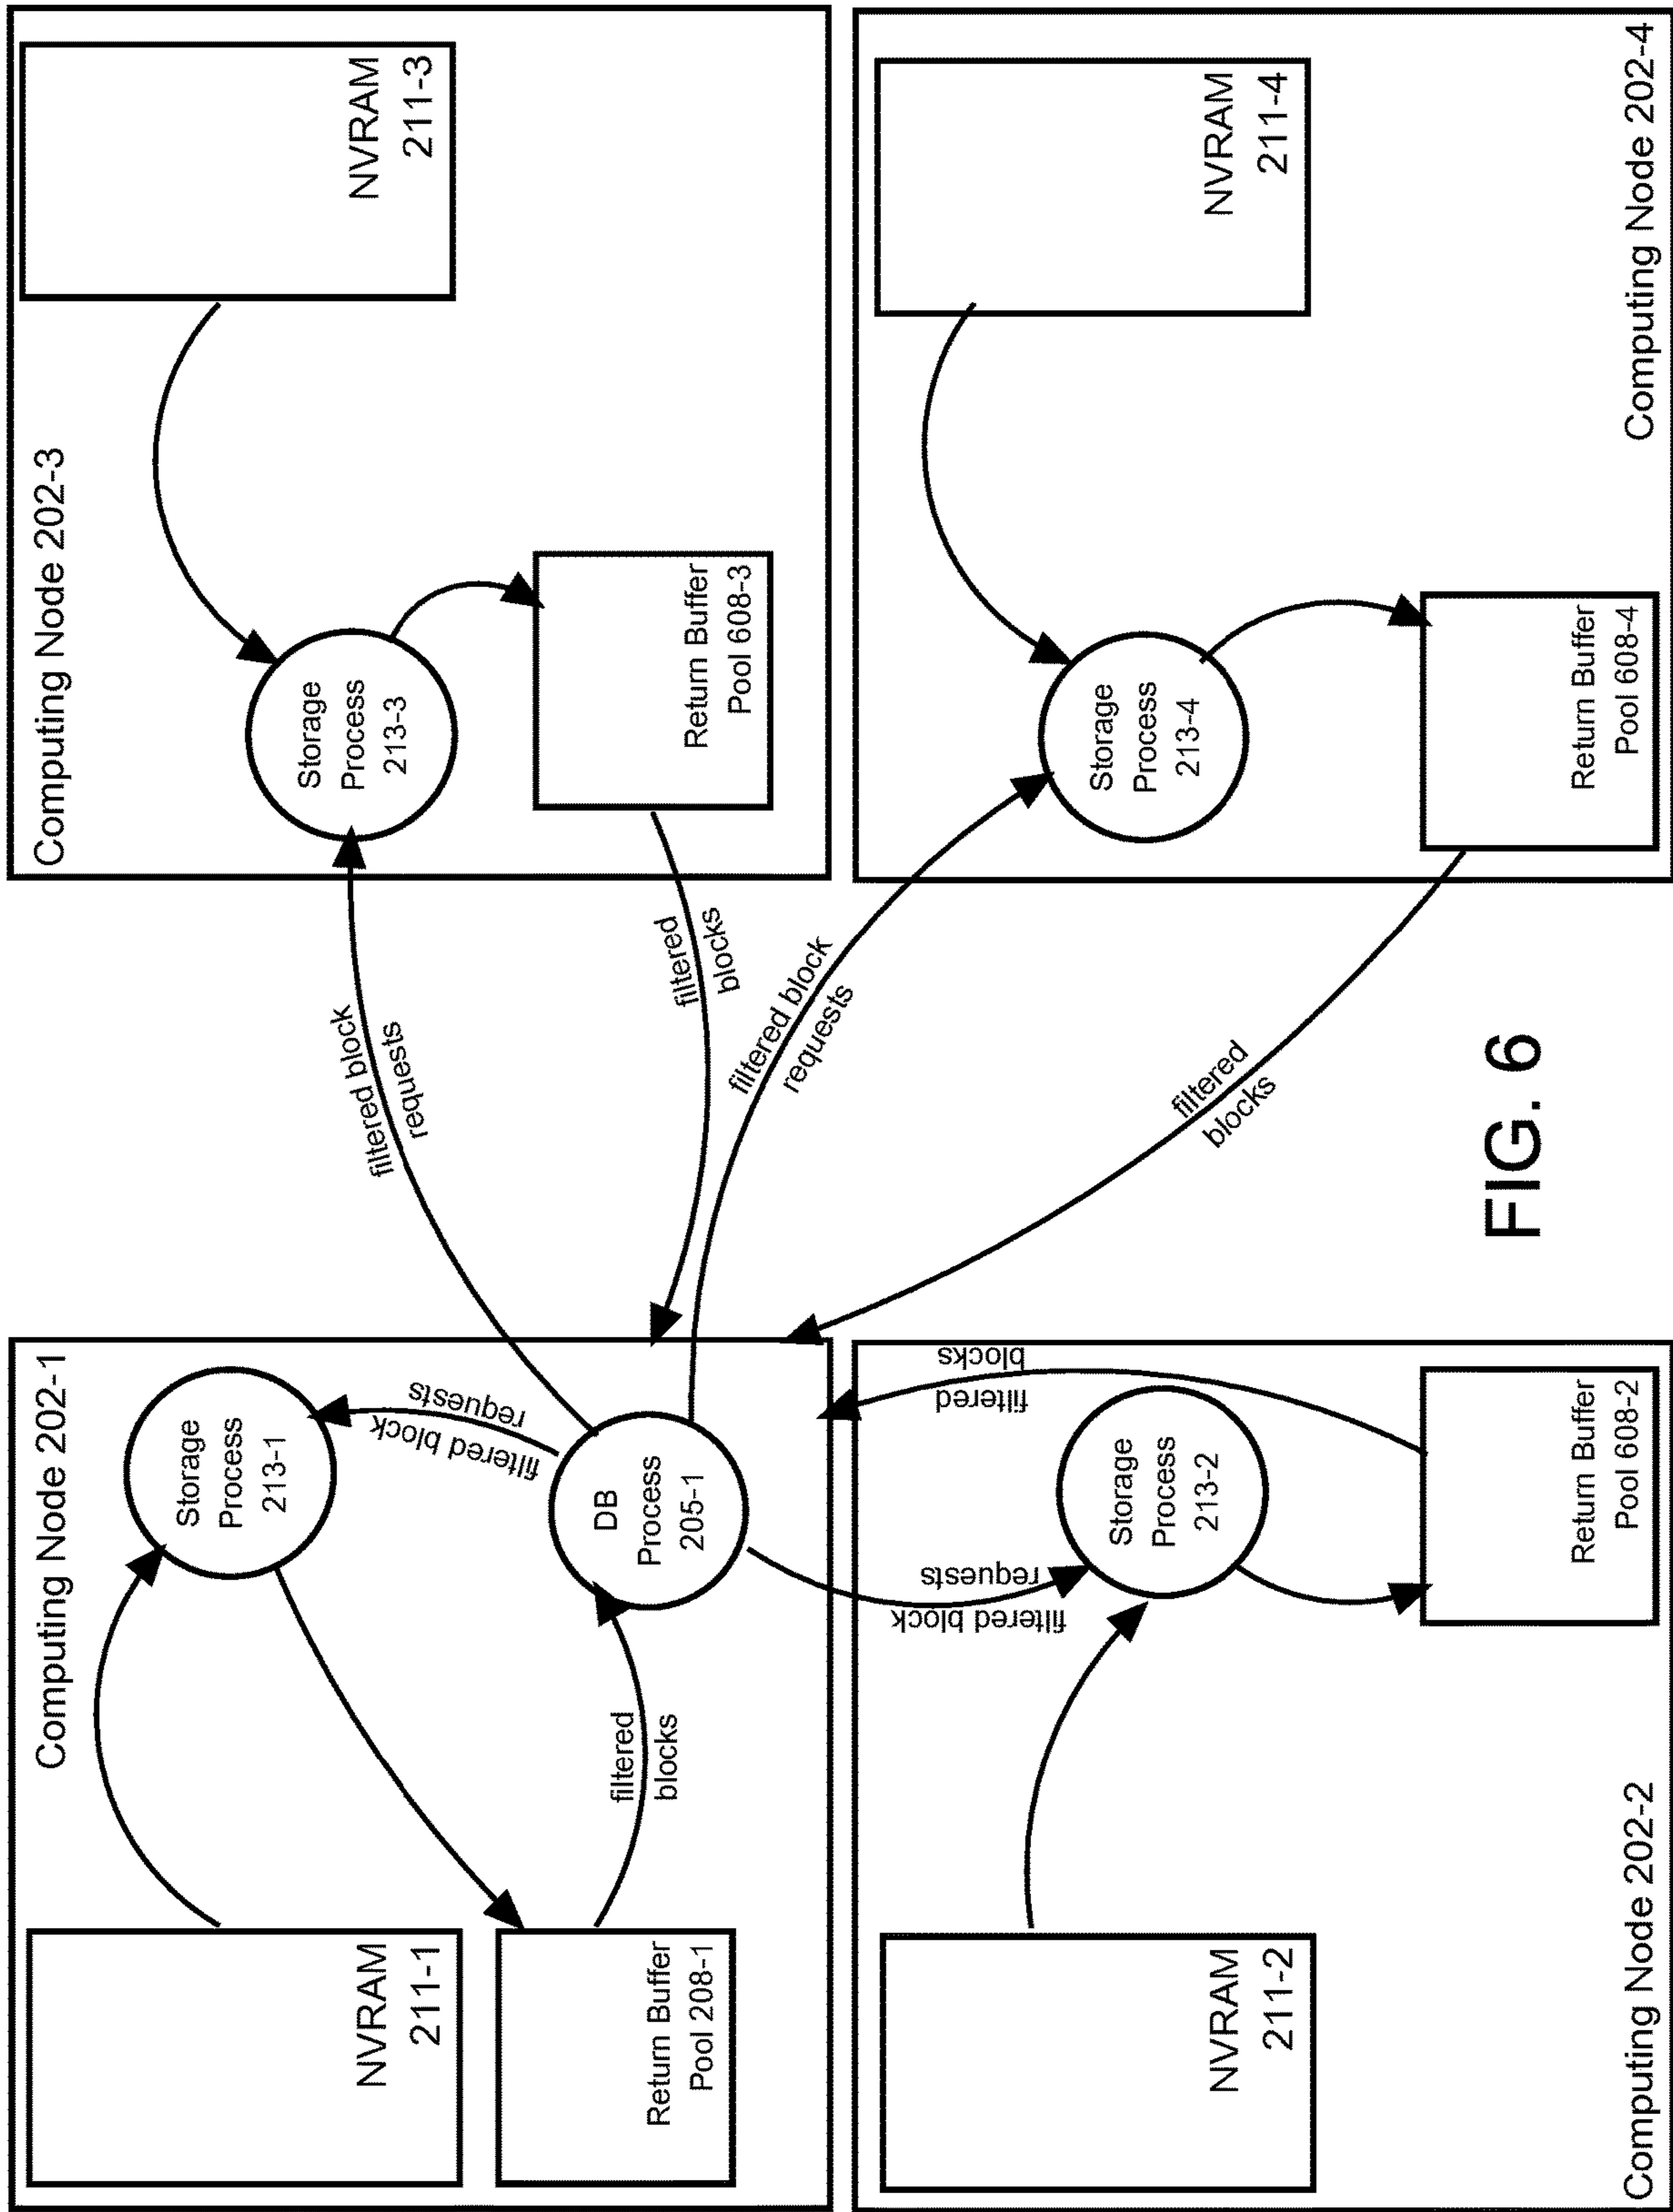 Computing Node 202-1
NVRAM
211-1
Storage
Process
213-1
filtered block
requests
Return Buffer
Pool 208-1
filtered
blocks
DB
Process
205-1
filtered block
requests
filtered
blocks
filtered block
requests
filtered
blocks
Computing Node 202-3
Storage
Process
213-3
NVRAM
211-3
Return Buffer
Pool 608-3
NVRAM
211-2
filtered block
requests
Storage
Process
213-2
filtered
blocks
Return Buffer
Pool 608-2
Computing Node 202-2
Storage
Process
213-4
NVRAM
211-4
Return Buffer
Pool 608-4
Computing Node 202-4
FIG. 6